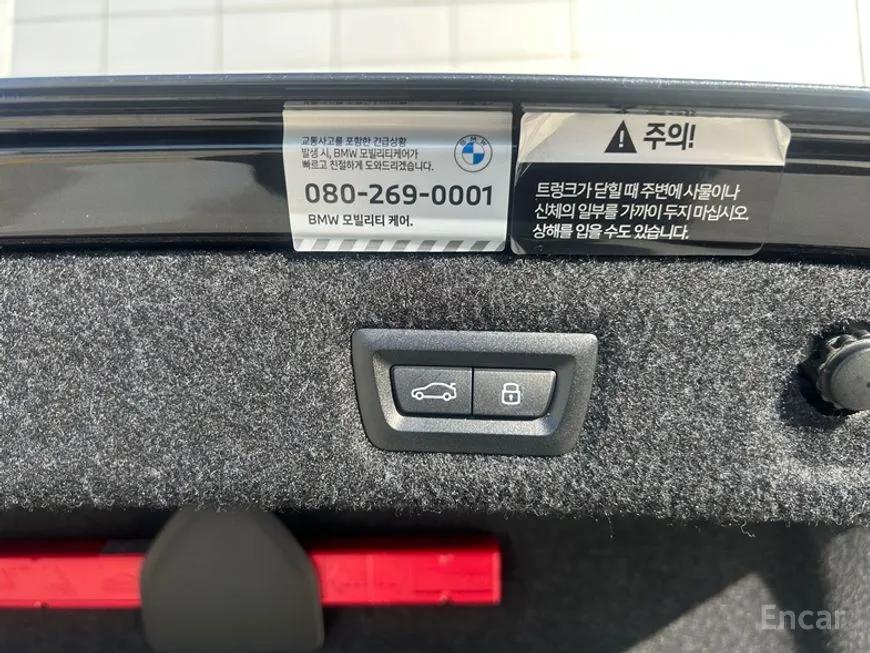 교통사고를 포함한 긴급상황
발생 시, BMW 모빌리티케어가
빠르고 친절하게 도와드리겠습니다.
BMW
080-269-0001
BMW 모빌리티 케어.
주의!
트렁크가 닫힐 때 주변에 사물이나
신체의 일부를 가까이 두지 마십시오.
상해를 입을 수도 있습니다.
Encar